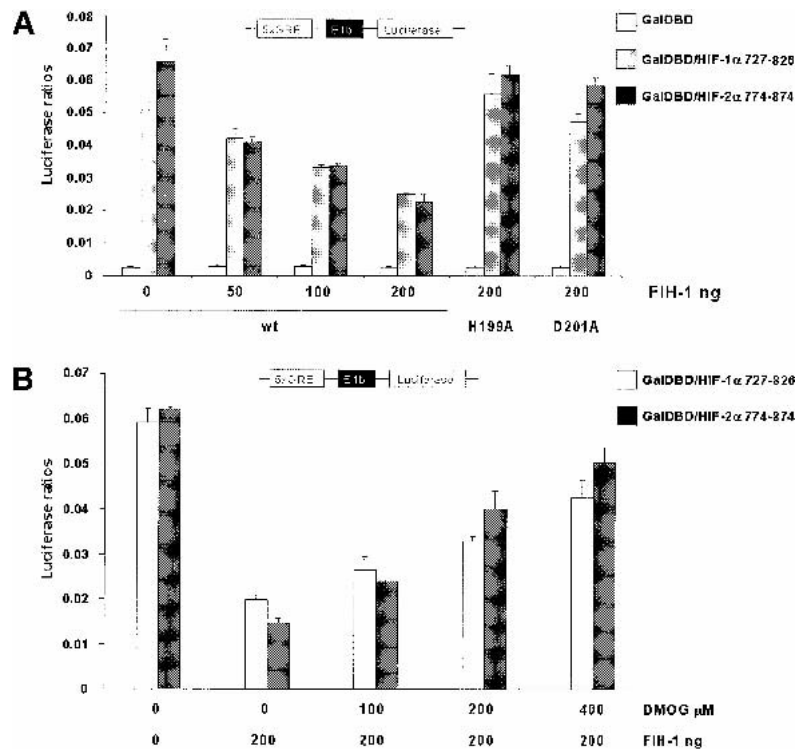 A
0.08
0.07
0.06
0.05
0.04
0.03
0.02
0.01
0
Luciferase ratios
E1b
Luciferase
GalDBD
GalDBD/HIF-1α 727-826
GalDBD/HIF-2α 774-874
0 50 100 200 200 200 FIH-1 ng
wt H199A D201A
B
0.07
0.06
0.05
0.04
0.03
0.02
0.01
0
Luciferase ratios
E1b
Luciferase
GalDBD/HIF-1α 727-826
GalDBD/HIF-2α 774-874
0 0 100 200 400 DMOG µM
0 200 200 200 200 FIH-1 ng